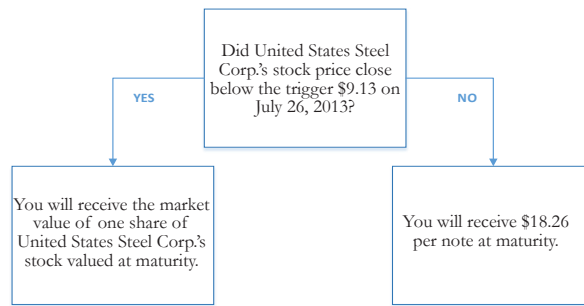 Did United States Steel
Corp.'s stock price close
below the trigger $9.13 on
July 26, 2013?
YES
NO
You will receive the market
value of one share of
United States Steel Corp.'s
stock valued at maturity.
You will receive $18.26
per note at maturity.